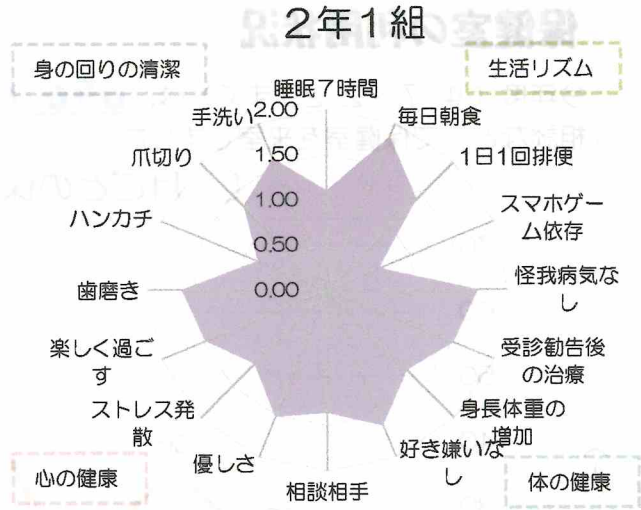 2年1組
身の回りの清潔
生活リズム
睡眠7時間
毎日朝食
1日1回排便
スマホゲー
ム依存
怪我病気な
し
受診勧告後
の治療
身長体重の
増加
好き嫌いな
し
相談相手
優しさ
ストレス発
散
楽しく過ご
す
歯磨き
ハンカチ
爪切り
手洗い
2.00
1.50
1.00
0.50
0.00
心の健康
体の健康